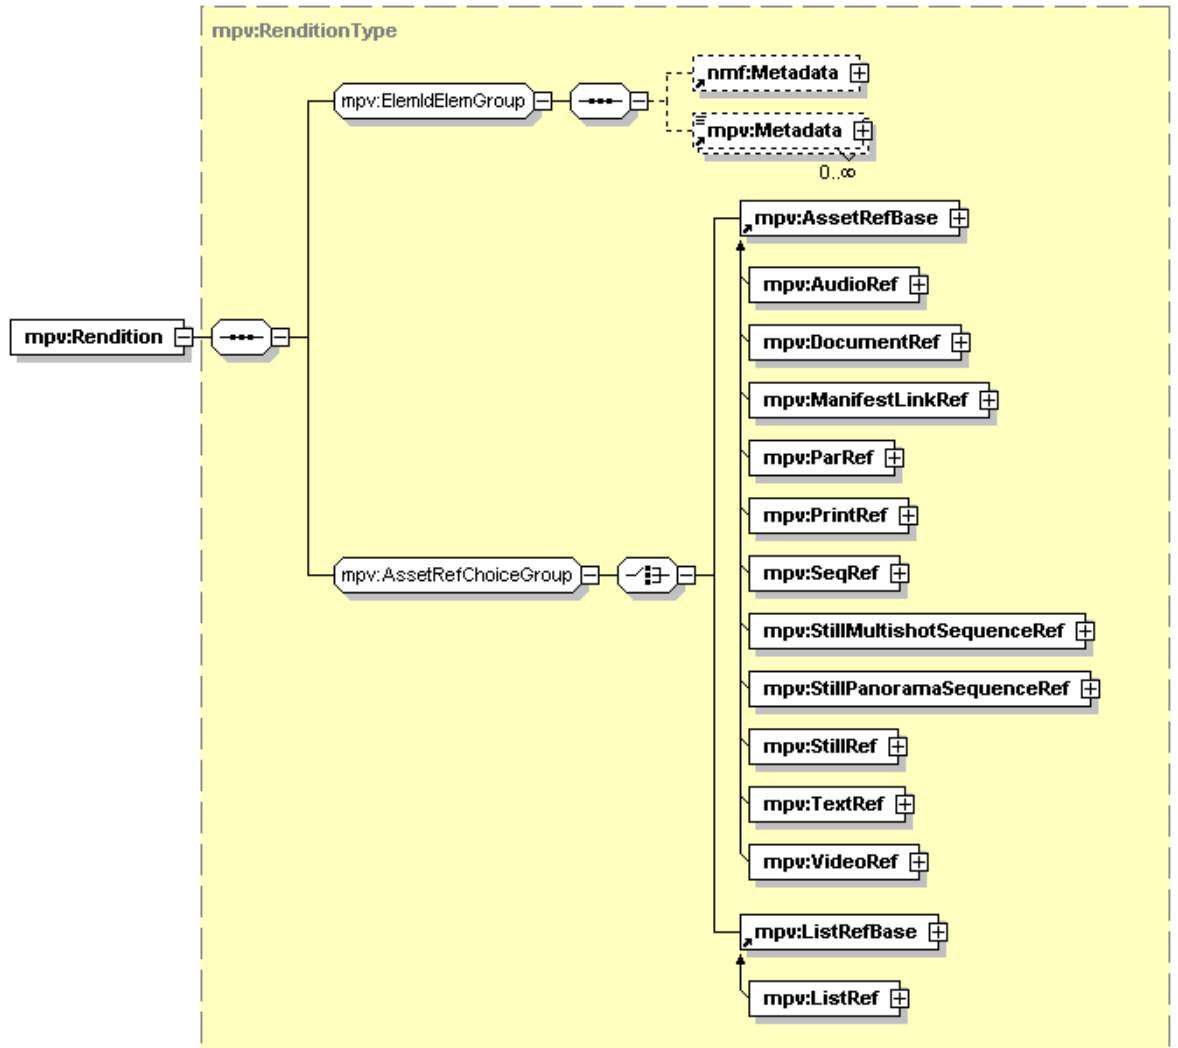 mpv:RenditionType
nmf:Metadata
mpv:ElemIdElemGroup
mpv:Metadata
0..∞
mpv:AssetRefBase
mpv:AudioRef
mpv:Rendition
mpv:DocumentRef
mpv:ManifestLinkRef
mpv:ParRef
mpv:PrintRef
mpv:AssetRefChoiceGroup
mpv:SeqRef
mpv:StillMultishotSequenceRef
mpv:StillPanoramaSequenceRef
mpv:StillRef
mpv:TextRef
mpv:VideoRef
mpv:ListRefBase
mpv:ListRef